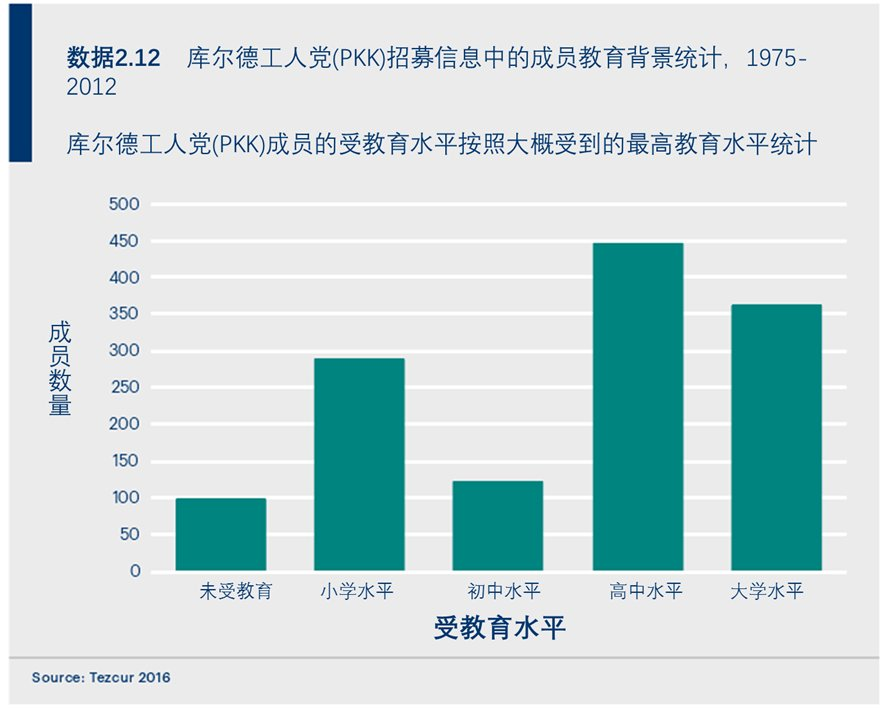 数据2.12 库尔德工人党(PKK)招募信息中的成员教育背景统计，1975-
2012
库尔德工人党(PKK)成员的受教育水平按照大概受到的最高教育水平统计
500
450
400
350
300
250
200
150
100
50
0
成员数量
未受教育 小学水平 初中水平 高中水平 大学水平
受教育水平
Source: Tezcur 2016